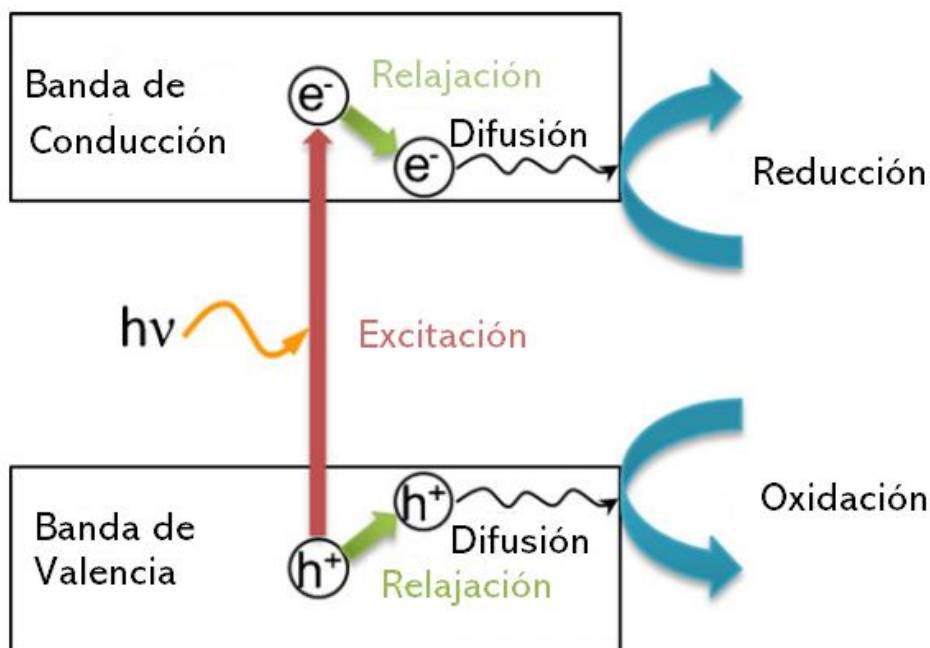 Banda de
Conducción
e-
Relajación
e-
Difusión
Reducción
hν
Excitación
Banda de
Valencia
h+
h+
Difusión
Relajación
Oxidación